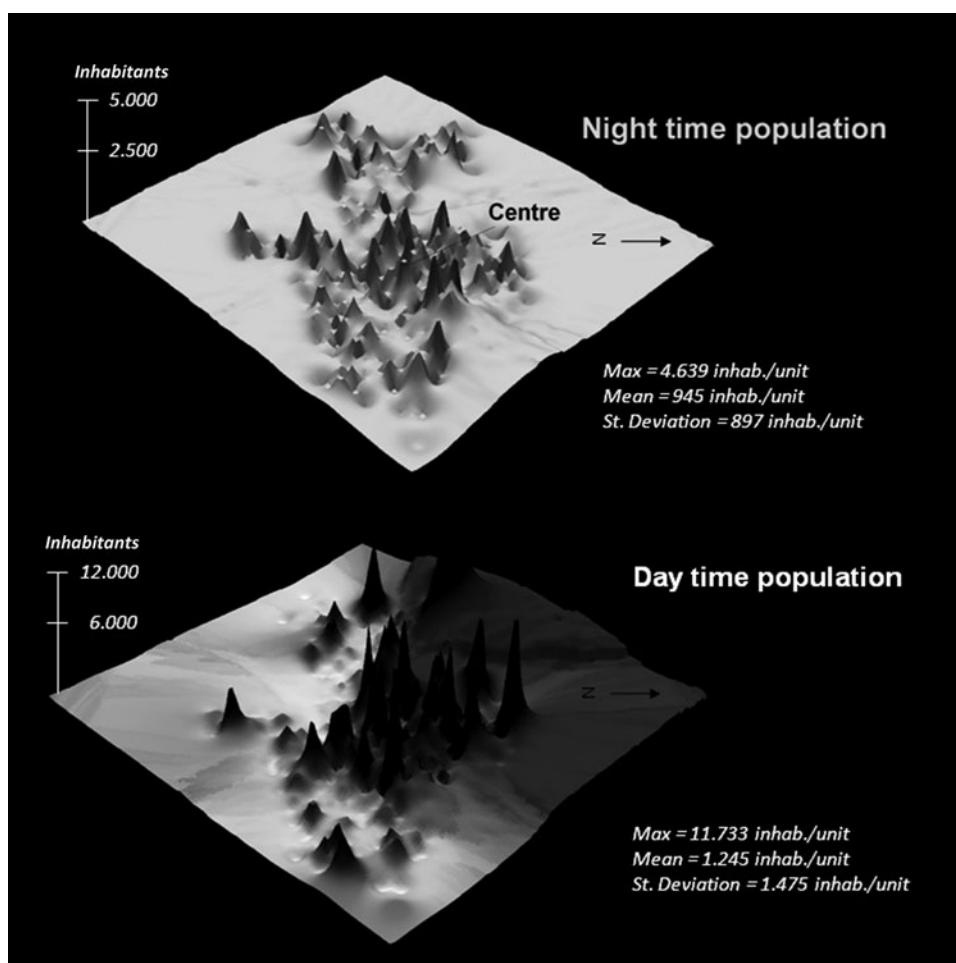 Inhabitants
5.000
2.500
Night time population
Centre
N
Max = 4.639 inhab./unit
Mean = 945 inhab./unit
St. Deviation = 897 inhab./unit
Inhabitants
12.000
6.000
Day time population
N
Max = 11.733 inhab./unit
Mean = 1.245 inhab./unit
St. Deviation = 1.475 inhab./unit